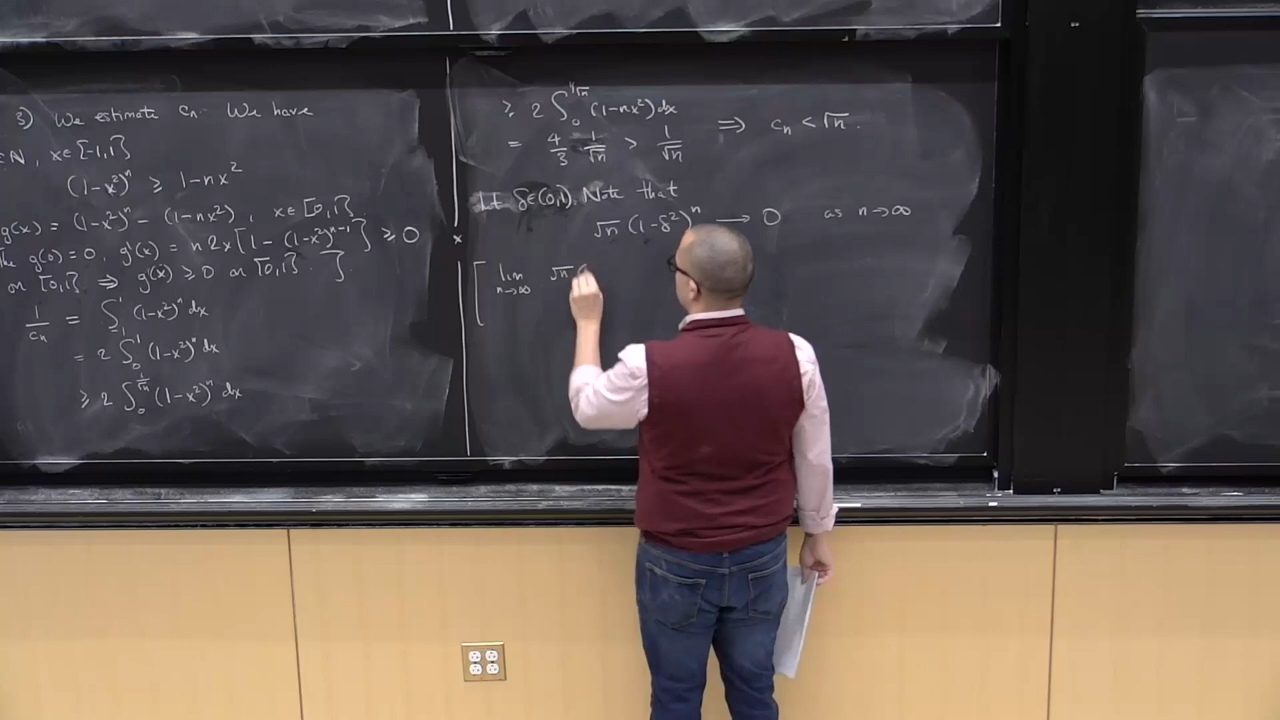 3) We estimate cₙ. We have
∈ℕ, x∈[-1,1]
(1-x²)ⁿ ≥ 1-nx²
g(x) = (1-x²)ⁿ - (1-nx²), x∈[0,1].
g(0)=0, g'(x) = n2x[1-(1-x²)ⁿ⁻¹] ≥ 0
on [0,1] ⇒ g(x) ≥ 0 on [0,1]. ]
1/cₙ = ∫₋₁¹ (1-x²)ⁿ dx
= 2 ∫₀¹ (1-x²)ⁿ dx
≥ 2 ∫₀^{1/√n} (1-x²)ⁿ dx
≥ 2 ∫₀^{1/√n} (1-nx²) dx
= 4/3 1/√n > 1/√n ⇒ cₙ < √n.
Let δ∈(0,1). Note that
√n (1-δ²)ⁿ → 0 as n→∞
[ lim n→∞ √n (